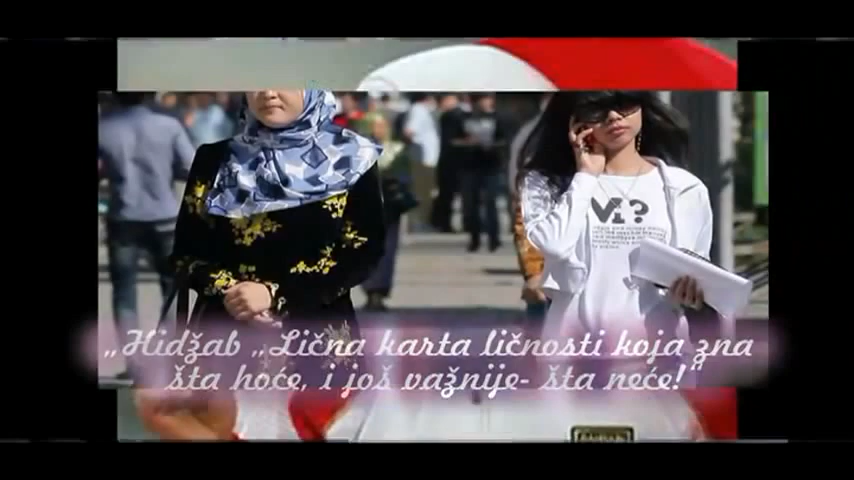 M?
„Hidžab „Lična karta ličnosti koja zna
šta hoće, i još važnije- šta neće!"